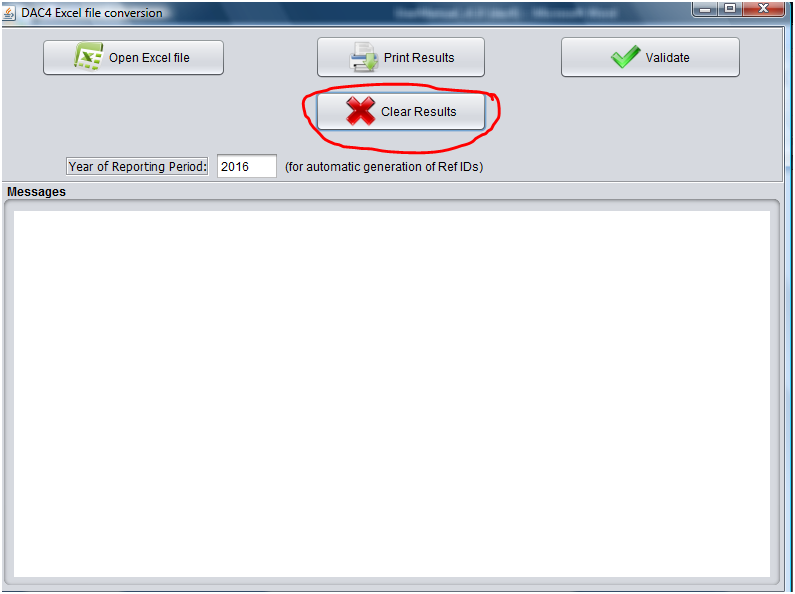 DAC4 Excel file conversion
Open Excel file
Print Results
Validate
Clear Results
Year of Reporting Period: 2016 (for automatic generation of Ref IDs)
Messages